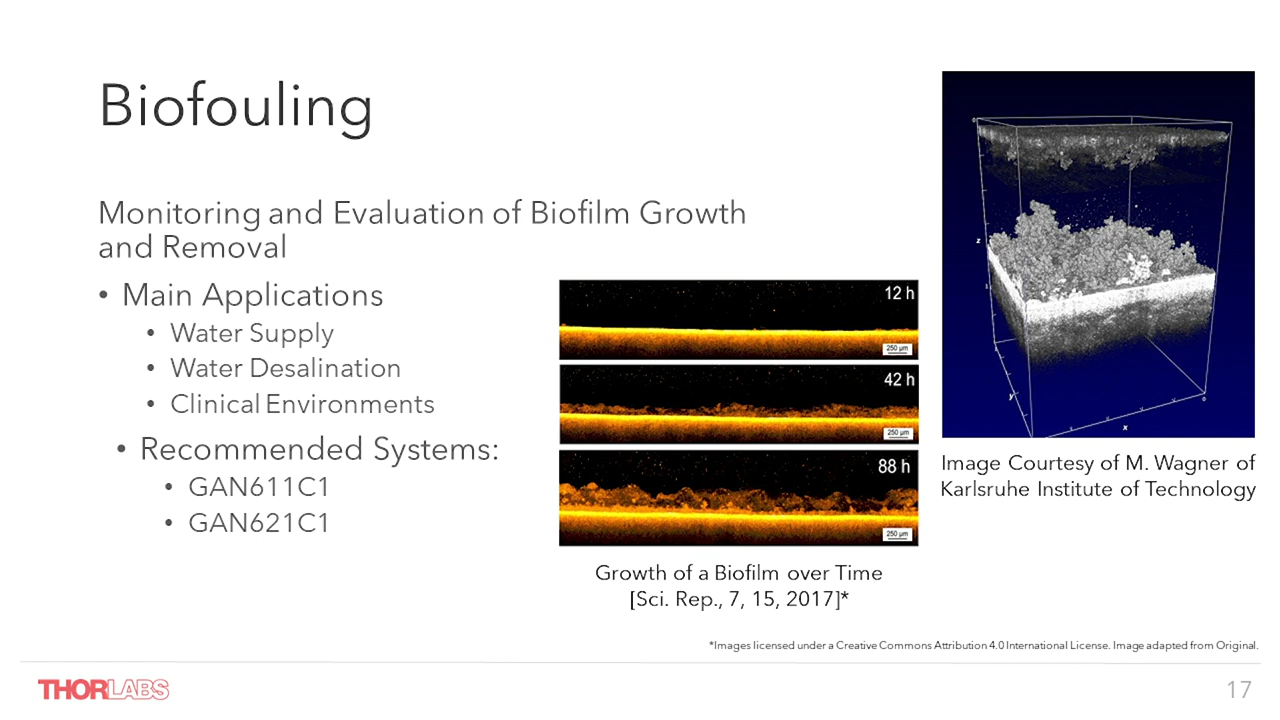 Biofouling
Monitoring and Evaluation of Biofilm Growth
and Removal
• Main Applications
• Water Supply
• Water Desalination
• Clinical Environments
• Recommended Systems:
• GAN611C1
• GAN621C1
12 h
250 µm
42 h
250 µm
88 h
250 µm
Growth of a Biofilm over Time
[Sci. Rep., 7, 15, 2017]*
z
y
x
0
Image Courtesy of M. Wagner of
Karlsruhe Institute of Technology
*Images licensed under a Creative Commons Attribution 4.0 International License. Image adapted from Original.
THORLABS
17